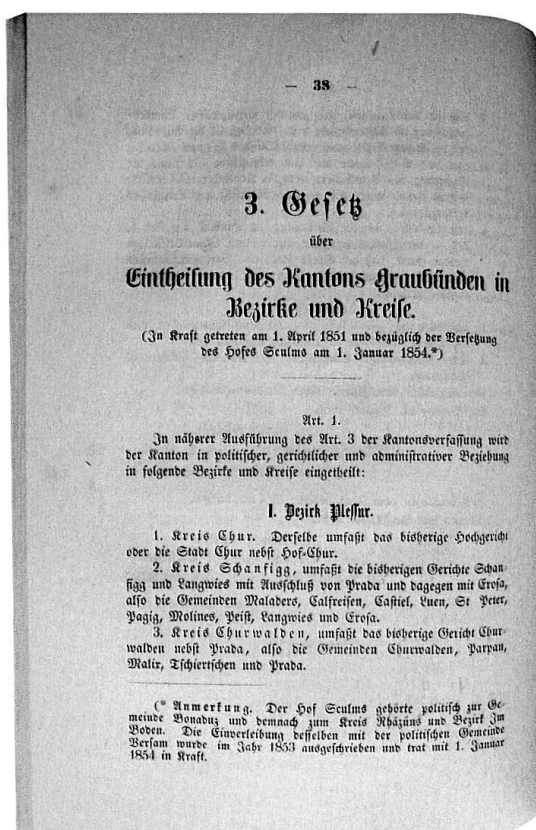 — 38 —
3. Gesetz
über
Eintheilung des Kantons Graubünden in
Bezirke und Kreise.
(In Kraft getreten am 1. April 1851 und bezüglich der Versetzung
des Hofes Sculms am 1. Januar 1854.*)
Art. 1.
In näherer Ausführung des Art. 3 der Kantonsverfassung wird
der Kanton in politischer, gerichtlicher und administrativer Beziehung
in folgende Bezirke und Kreise eingetheilt:
I. Bezirk Plessur.
1. Kreis Chur. Derselbe umfaßt das bisherige Hochgericht
oder die Stadt Chur nebst Hof-Chur.
2. Kreis Schanfigg, umfaßt die bisherigen Gerichte Schan-
figg und Langwies mit Ausschluß von Prada und dagegen mit Erosa,
also die Gemeinden Maladers, Calfreisen, Castiel, Luen, St Peter,
Pagig, Molines, Peist, Langwies und Erosa.
3. Kreis Churwalden, umfaßt das bisherige Gericht Chur-
walden nebst Prada, also die Gemeinden Churwalden, Parpan,
Malix, Tschiertschen und Prada.
(* Anmerkung. Der Hof Sculms gehörte politisch zur Ge-
meinde Bonaduz und demnach zum Kreis Rhäzüns und Bezirk Im
Boden. Die Einverleibung desselben mit der politischen Gemeinde
Versam wurde im Jahr 1853 ausgeschrieben und trat mit 1. Januar
1854 in Kraft.